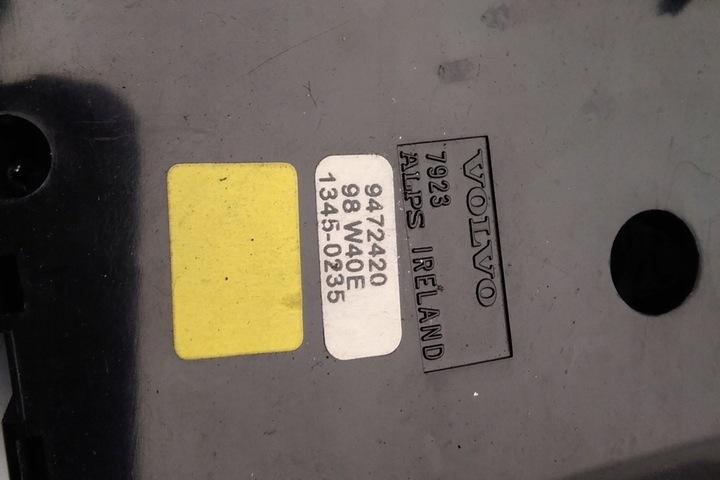 VOLVO
7923
ALPS IRELAND
9472420
98 W40E
1345-0235